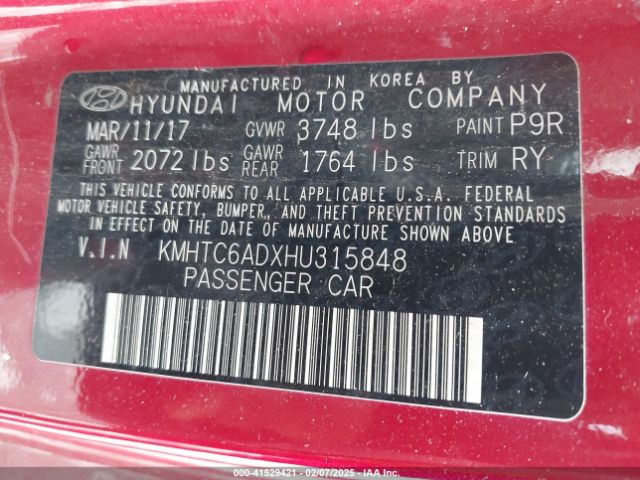 MANUFACTURED IN KOREA BY
HYUNDAI MOTOR COMPANY
MAR/11/17 GVWR 3748 lbs PAINT P9R
GAWR FRONT 2072 lbs GAWR REAR 1764 lbs TRIM RY
THIS VEHICLE CONFORMS TO ALL APPLICABLE U.S.A. FEDERAL
MOTOR VEHICLE SAFETY, BUMPER, AND THEFT PREVENTION STANDARDS
IN EFFECT ON THE DATE OF MANUFACTURE SHOWN ABOVE.
V.I.N KMHTC6ADXHU315848
PASSENGER CAR
000-41529421 - 02/07/2025 - IAA Inc.